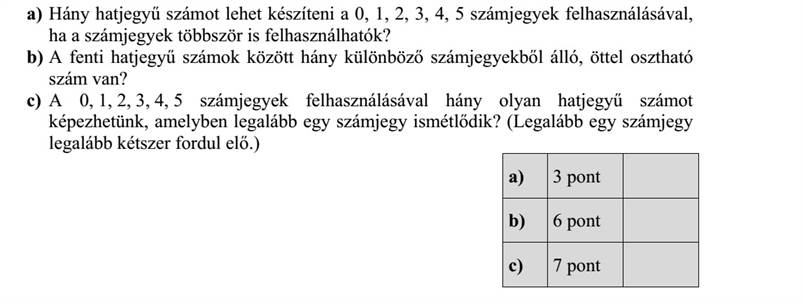 a) Hány hatjegyű számot lehet készíteni a 0, 1, 2, 3, 4, 5 számjegyek felhasználásával,
ha a számjegyek többször is felhasználhatók?
b) A fenti hatjegyű számok között hány különböző számjegyekből álló, öttel osztható
szám van?
c) A 0, 1, 2, 3, 4, 5 számjegyek felhasználásával hány olyan hatjegyű számot
képezhetünk, amelyben legalább egy számjegy ismétlődik? (Legalább egy számjegy
legalább kétszer fordul elő.)
a) 3 pont
b) 6 pont
c) 7 pont